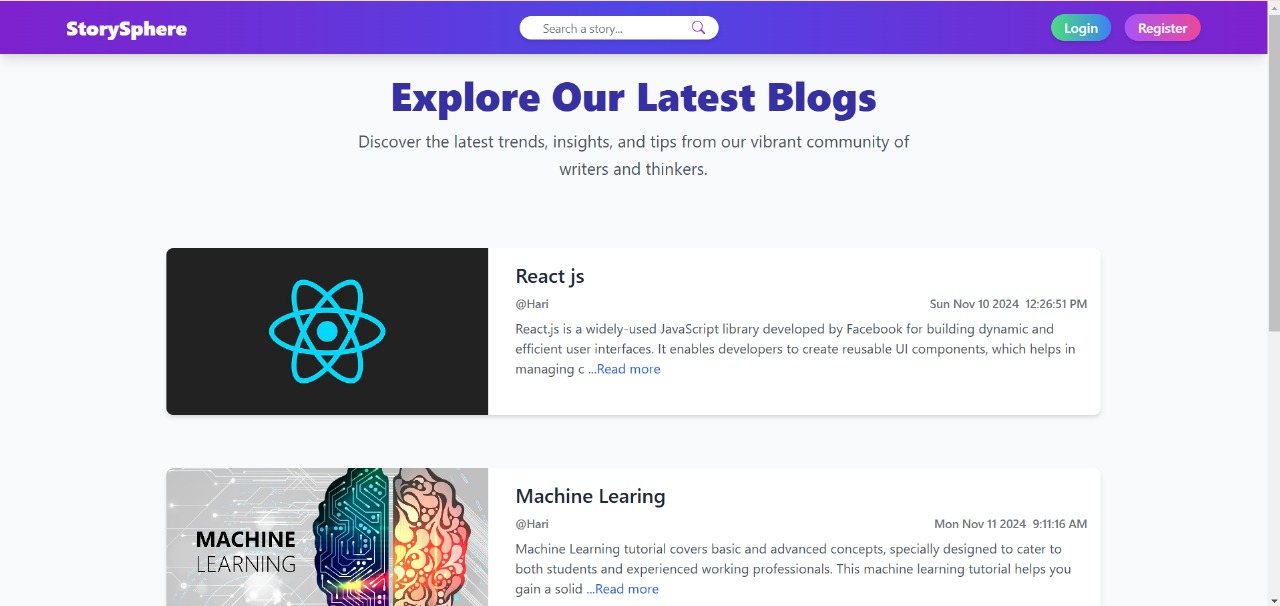 StorySphere
Search a story...
Login
Register
Explore Our Latest Blogs
Discover the latest trends, insights, and tips from our vibrant community of
writers and thinkers.
React js
@Hari
Sun Nov 10 2024 12:26:51 PM
React.js is a widely-used JavaScript library developed by Facebook for building dynamic and
efficient user interfaces. It enables developers to create reusable UI components, which helps in
managing c ...Read more
MACHINE
LEARNING
Machine Learing
@Hari
Mon Nov 11 2024 9:11:16 AM
Machine Learning tutorial covers basic and advanced concepts, specially designed to cater to
both students and experienced working professionals. This machine learning tutorial helps you
gain a solid ...Read more